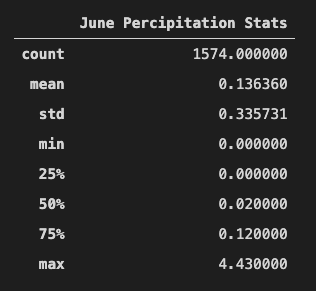 June Percipitation Stats
count 1574.000000
mean 0.136360
std 0.335731
min 0.000000
25% 0.000000
50% 0.020000
75% 0.120000
max 4.430000